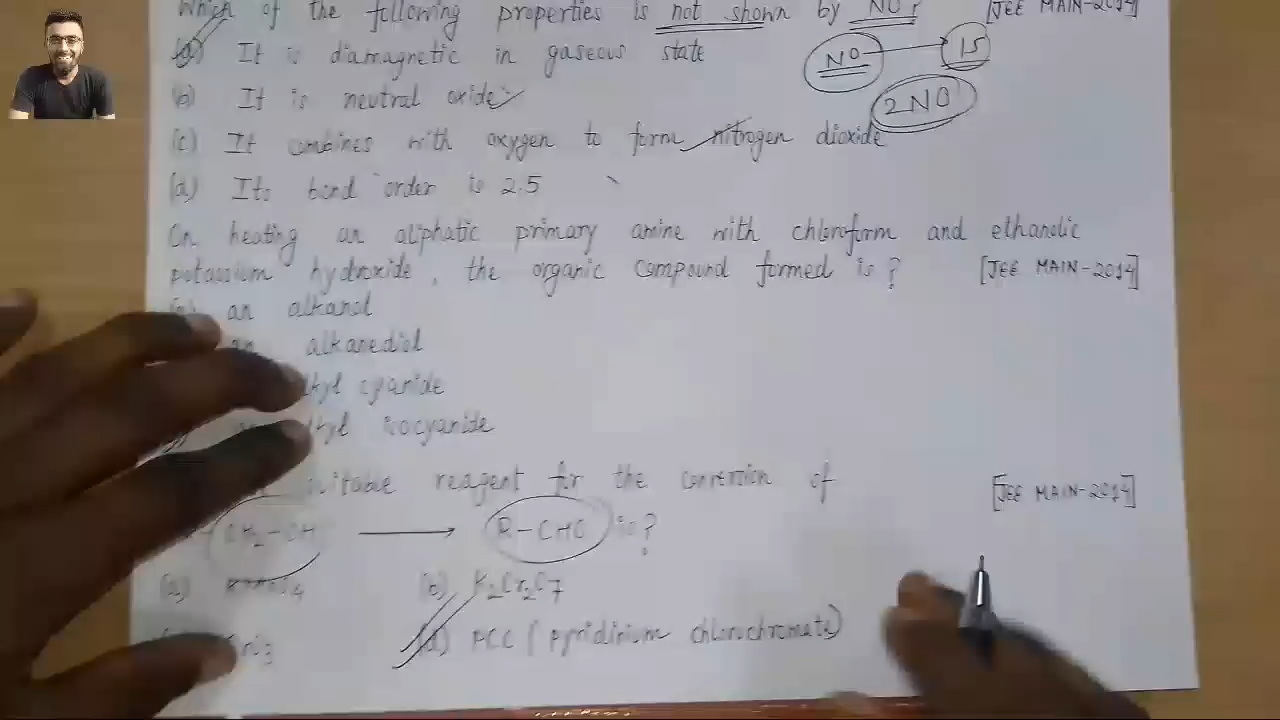 Which of the following properties is not shown by NO? [JEE MAIN-2014]
(a) It is diamagnetic in gaseous state
NO 15
(b) It is neutral oxide
2NO
(c) It combines with oxygen to form nitrogen dioxide
(d) Its bond order is 2.5
On heating an aliphatic primary amine with chloroform and ethanolic
potassium hydroxide, the organic compound formed is? [JEE MAIN-2014]
an alkanol
an alkanediol
cyanide
isocyanide
reagent for the conversion of [JEE MAIN-2014]
CH2-OH R-CHO is?
(a) (b) K2Cr2O7
(d) PCC (pyridinium chlorochromate)